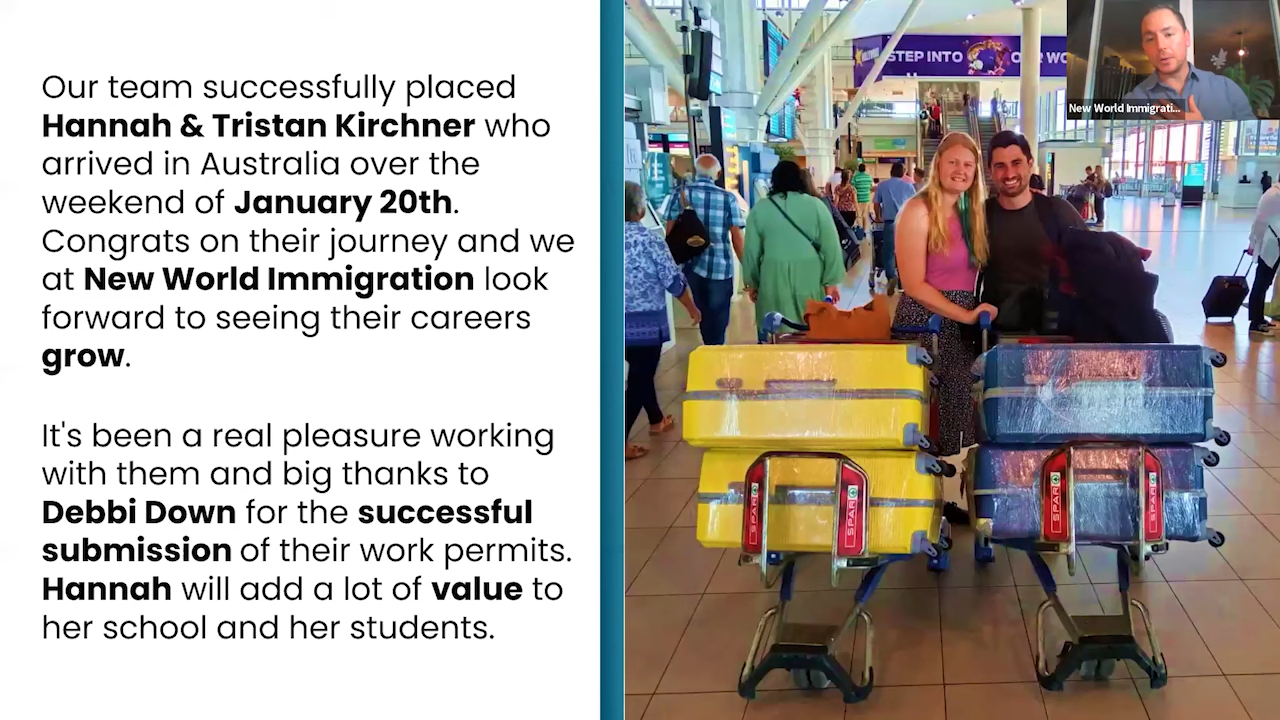 Our team successfully placed
Hannah & Tristan Kirchner who
arrived in Australia over the
weekend of January 20th.
Congrats on their journey and we
at New World Immigration look
forward to seeing their careers
grow.
It's been a real pleasure working
with them and big thanks to
Debbi Down for the successful
submission of their work permits.
Hannah will add a lot of value to
her school and her students.
STEP INTO
New World Immigrati...
SPAR
SPAR
SPAR
SPAR